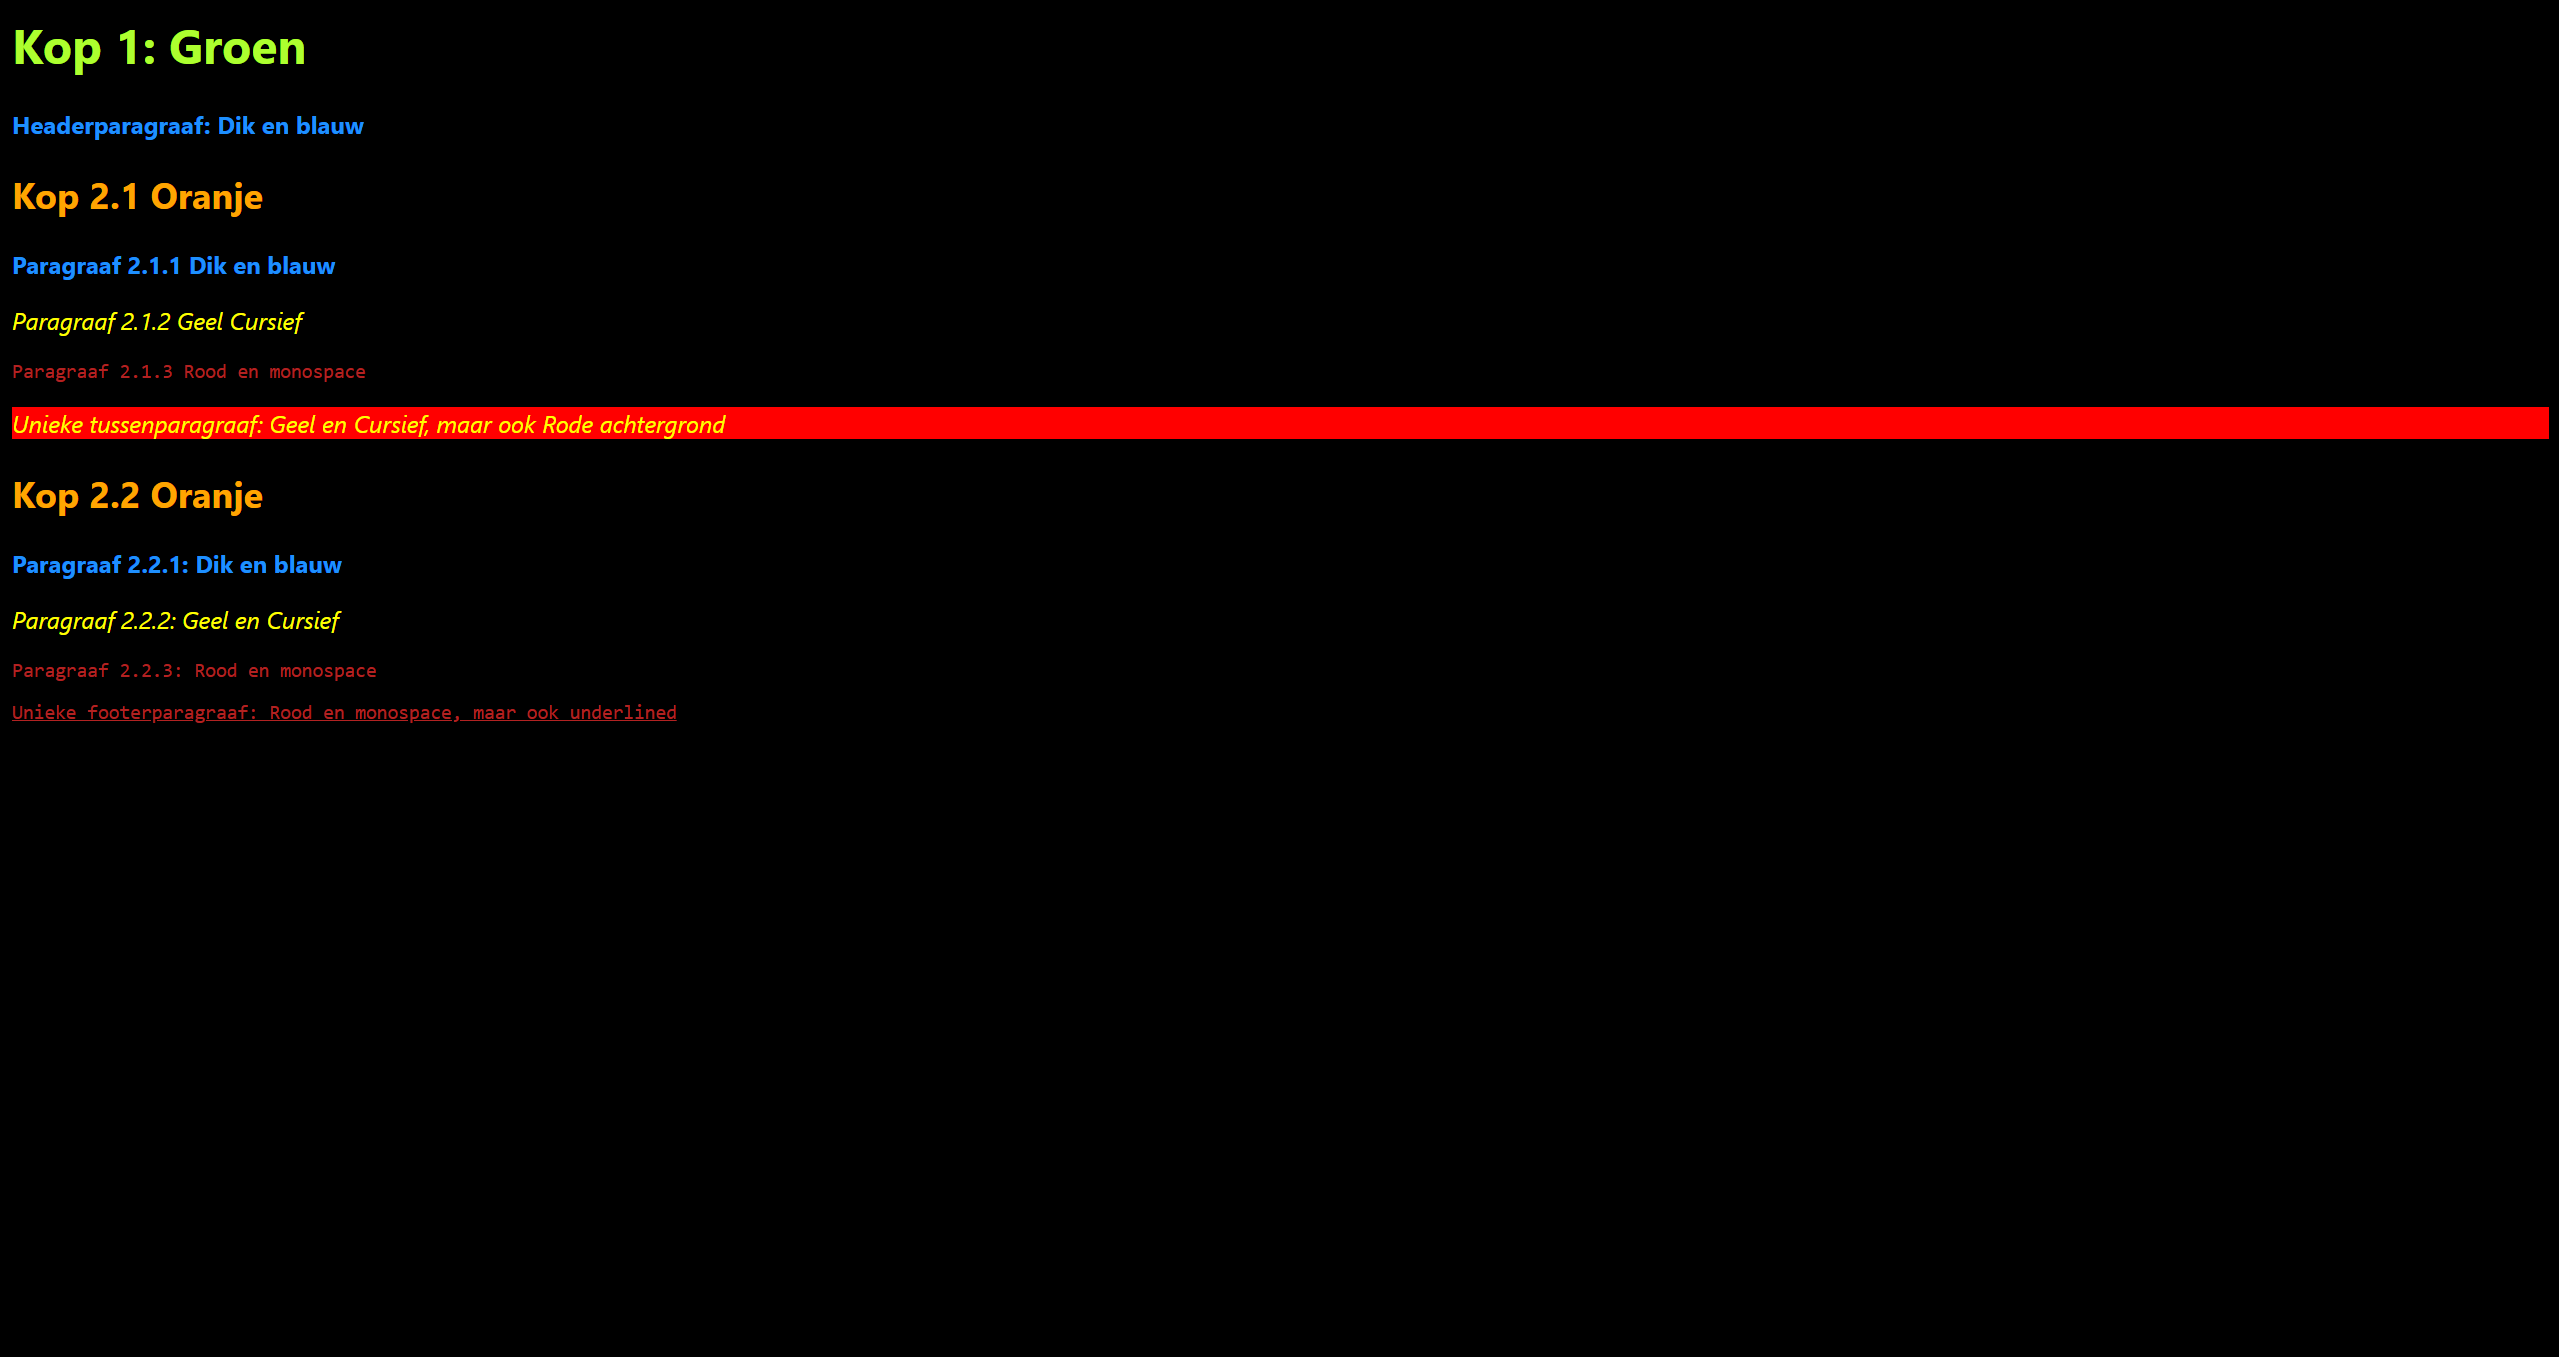 Kop 1: Groen
Headerparagraaf: Dik en blauw
Kop 2.1 Oranje
Paragraaf 2.1.1 Dik en blauw
Paragraaf 2.1.2 Geel Cursief
Paragraaf 2.1.3 Rood en monospace
Unieke tussenparagraaf: Geel en Cursief, maar ook Rode achtergrond
Kop 2.2 Oranje
Paragraaf 2.2.1: Dik en blauw
Paragraaf 2.2.2: Geel en Cursief
Paragraaf 2.2.3: Rood en monospace
Unieke footerparagraaf: Rood en monospace, maar ook underlined